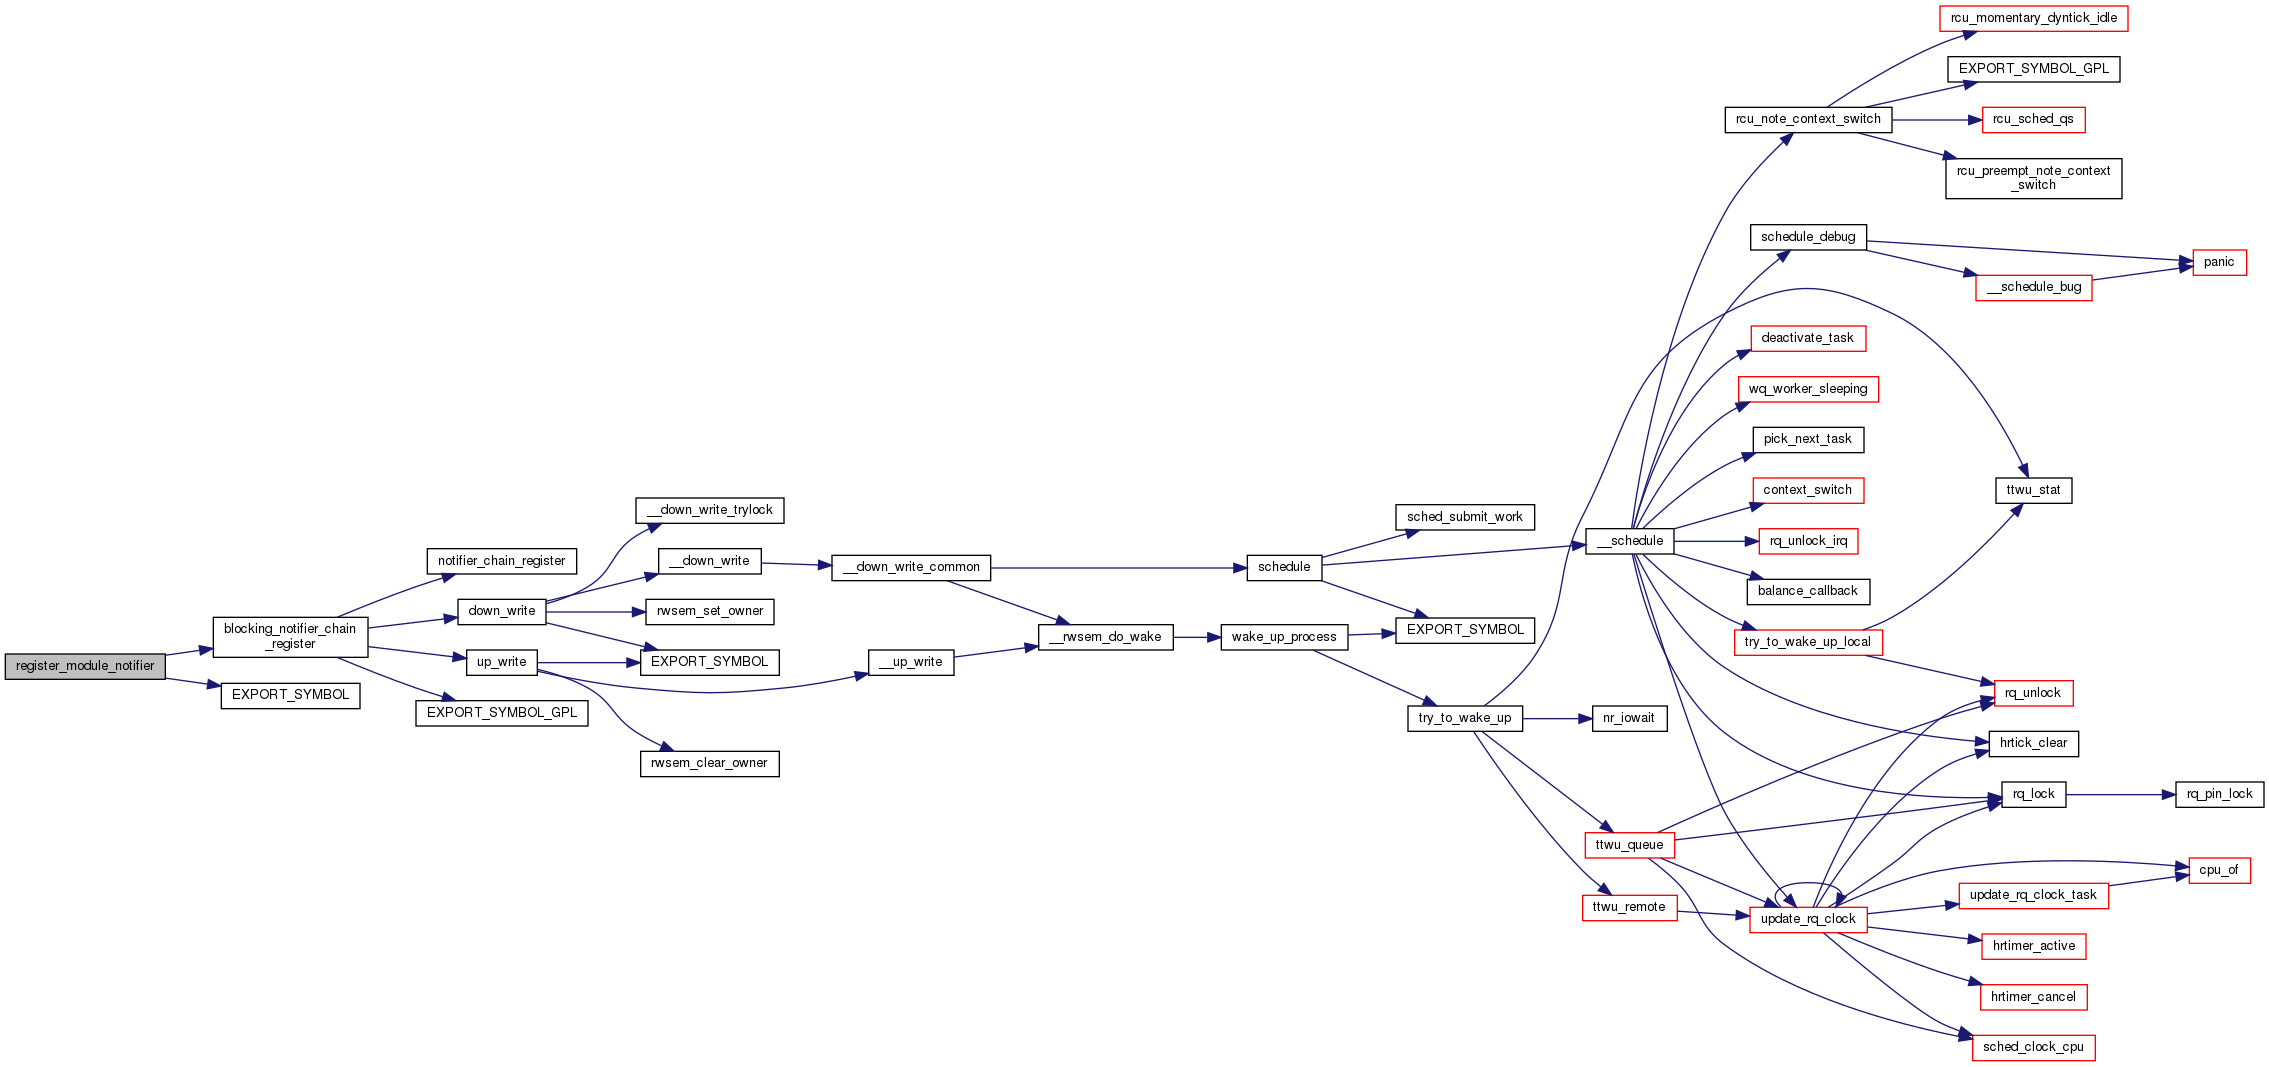 register_module_notifier
blocking_notifier_chain
_register
EXPORT_SYMBOL
notifier_chain_register
down_write
up_write
EXPORT_SYMBOL_GPL
__down_write_trylock
__down_write
rwsem_set_owner
EXPORT_SYMBOL
rwsem_clear_owner
__down_write_common
__up_write
__rwsem_do_wake
schedule
wake_up_process
sched_submit_work
EXPORT_SYMBOL
try_to_wake_up
__schedule
nr_iowait
ttwu_queue
ttwu_remote
rcu_note_context_switch
schedule_debug
deactivate_task
wq_worker_sleeping
pick_next_task
context_switch
rq_unlock_irq
balance_callback
try_to_wake_up_local
update_rq_clock
rcu_momentary_dyntick_idle
EXPORT_SYMBOL_GPL
rcu_sched_qs
rcu_preempt_note_context
_switch
__schedule_bug
ttwu_stat
rq_unlock
hrtick_clear
rq_lock
update_rq_clock_task
hrtimer_active
hrtimer_cancel
sched_clock_cpu
panic
rq_pin_lock
cpu_of